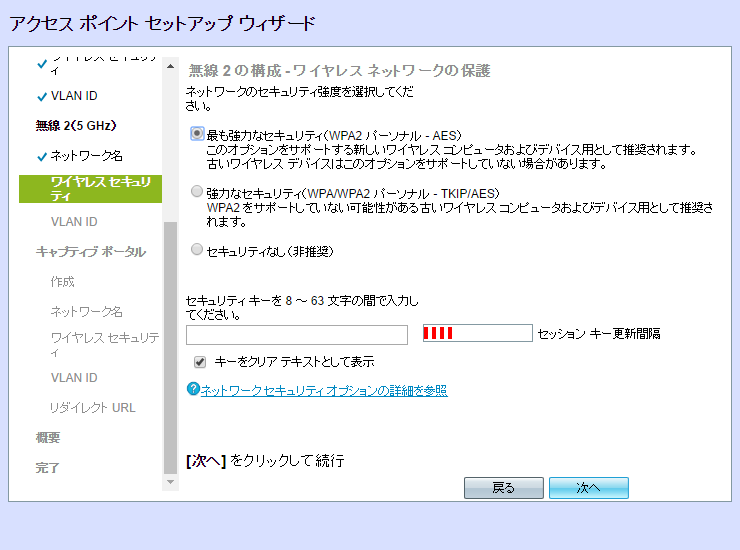 アクセス ポイント セットアップ ウィザード
ワイヤレス セキュリテ
ィ
VLAN ID
無線 2(5 GHz)
ネットワーク名
ワイヤレス セキュリ
ティ
VLAN ID
キャプティブ ポータル
作成
ネットワーク名
ワイヤレス セキュリテ
ィ
VLAN ID
リダイレクト URL
概要
完了
無線 2 の構成 - ワイヤレス ネットワークの保護
ネットワークのセキュリティ強度を選択してくだ
さい。
最も強力なセキュリティ(WPA2 パーソナル - AES)
このオプションをサポートする新しいワイヤレス コンピュータおよびデバイス用として推奨されます。
古いワイヤレス デバイスはこのオプションをサポートしていない場合があります。
強力なセキュリティ(WPA/WPA2 パーソナル - TKIP/AES)
WPA2 をサポートしていない可能性がある古いワイヤレス コンピュータおよびデバイス用として推奨さ
れます。
セキュリティなし(非推奨)
セキュリティ キーを 8 ~ 63 文字の間で入力し
てください。
セッション キー更新間隔
キーをクリア テキストとして表示
?ネットワーク セキュリティ オプションの詳細を参照
[次へ] をクリックして続行
戻る
次へ